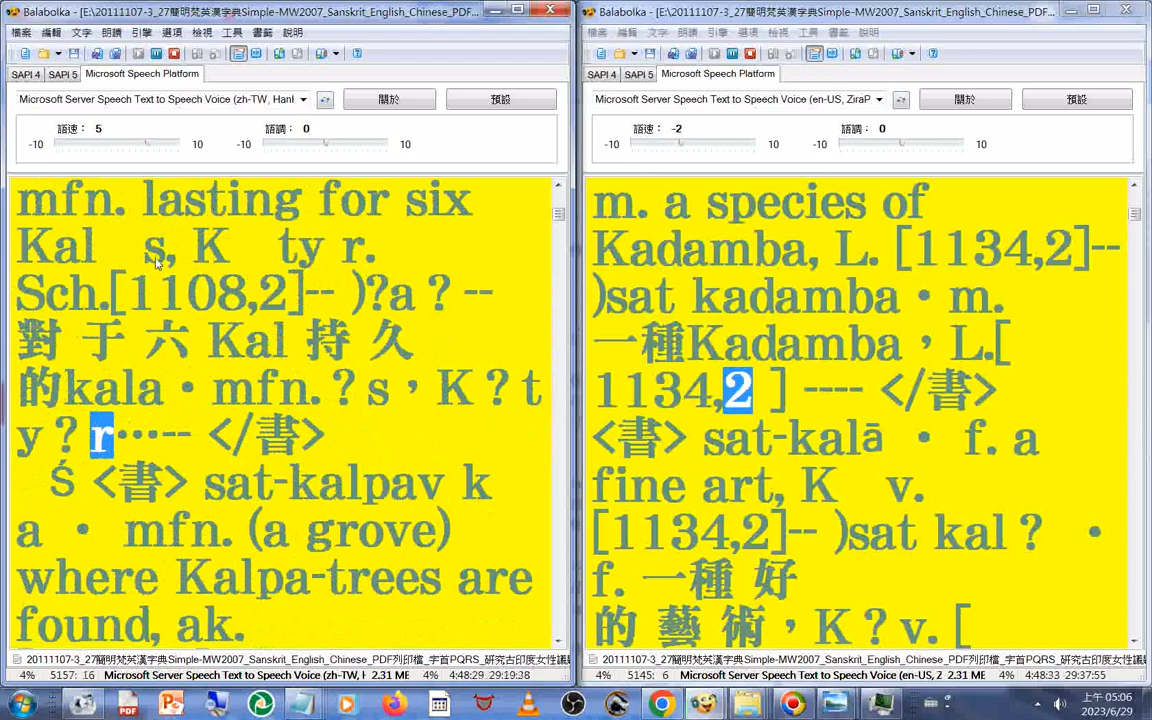 Balabolka - [E:\20111107-3_27簡明梵英漢字典Simple-MW2007_Sanskrit_English_Chinese_PDF...
檔案 編輯 文字 朗讀 引擎 選項 檢視 工具 書籤 說明
SAPI 4 SAPI 5 Microsoft Speech Platform
Microsoft Server Speech Text to Speech Voice (zh-TW, Hanl 關於 預設
語速： 5 語調： 0
-10 10 -10 10
mfn. lasting for six
Kal s, K ty r.
Sch.[1108,2]-- )?a ? --
對 于 六 Kal 持 久
的kala・mfn.?s，K?t
y?r…-- </書>
Ś <書> sat-kalpav k
a ・ mfn. (a grove)
where Kalpa-trees are
found, ak.
20111107-3_27簡明梵英漢字典Simple-MW2007_Sanskrit_English_Chinese_PDF列印檔_字首PQRS_研究古印度女性議
4% 5157: 16 Microsoft Server Speech Text to Speech Voice (zh-TW, H 2.31 ME 4% 4:48:29 29:19:38
Balabolka - [E:\20111107-3_27簡明梵英漢字典Simple-MW2007_Sanskrit_English_Chinese_PDF...
檔案 編輯 文字 朗讀 引擎 選項 檢視 工具 書籤 說明
SAPI 4 SAPI 5 Microsoft Speech Platform
Microsoft Server Speech Text to Speech Voice (en-US, ZiraP 關於 預設
語速： -2 語調： 0
-10 10 -10 10
m. a species of
Kadamba, L. [1134,2]--
)sat kadamba・m.
一種Kadamba，L.[
1134,2 ] ---- </書>
<書> sat-kalā ・ f. a
fine art, K v.
[1134,2]-- )sat kal? ・
f. 一種 好
的 藝 術，K?v. [
20111107-3_27簡明梵英漢字典Simple-MW2007_Sanskrit_English_Chinese_PDF列印檔_字首PQRS_研究古印度女性議
4% 5145: 6 Microsoft Server Speech Text to Speech Voice (en-US, Z 2.31 ME 4% 4:48:33 29:37:55
上午 05:06
2023/6/29